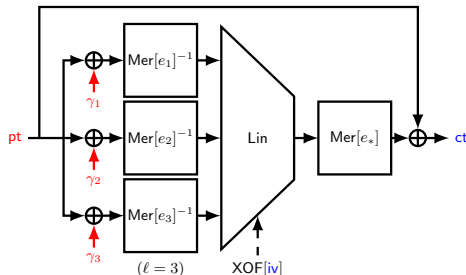 Mer[e₁]⁻¹
γ₁
pt
Mer[e₂]⁻¹
Lin
Mer[e∗]
ct
γ₂
Mer[e₃]⁻¹
γ₃
(ℓ = 3)
XOF[iv]